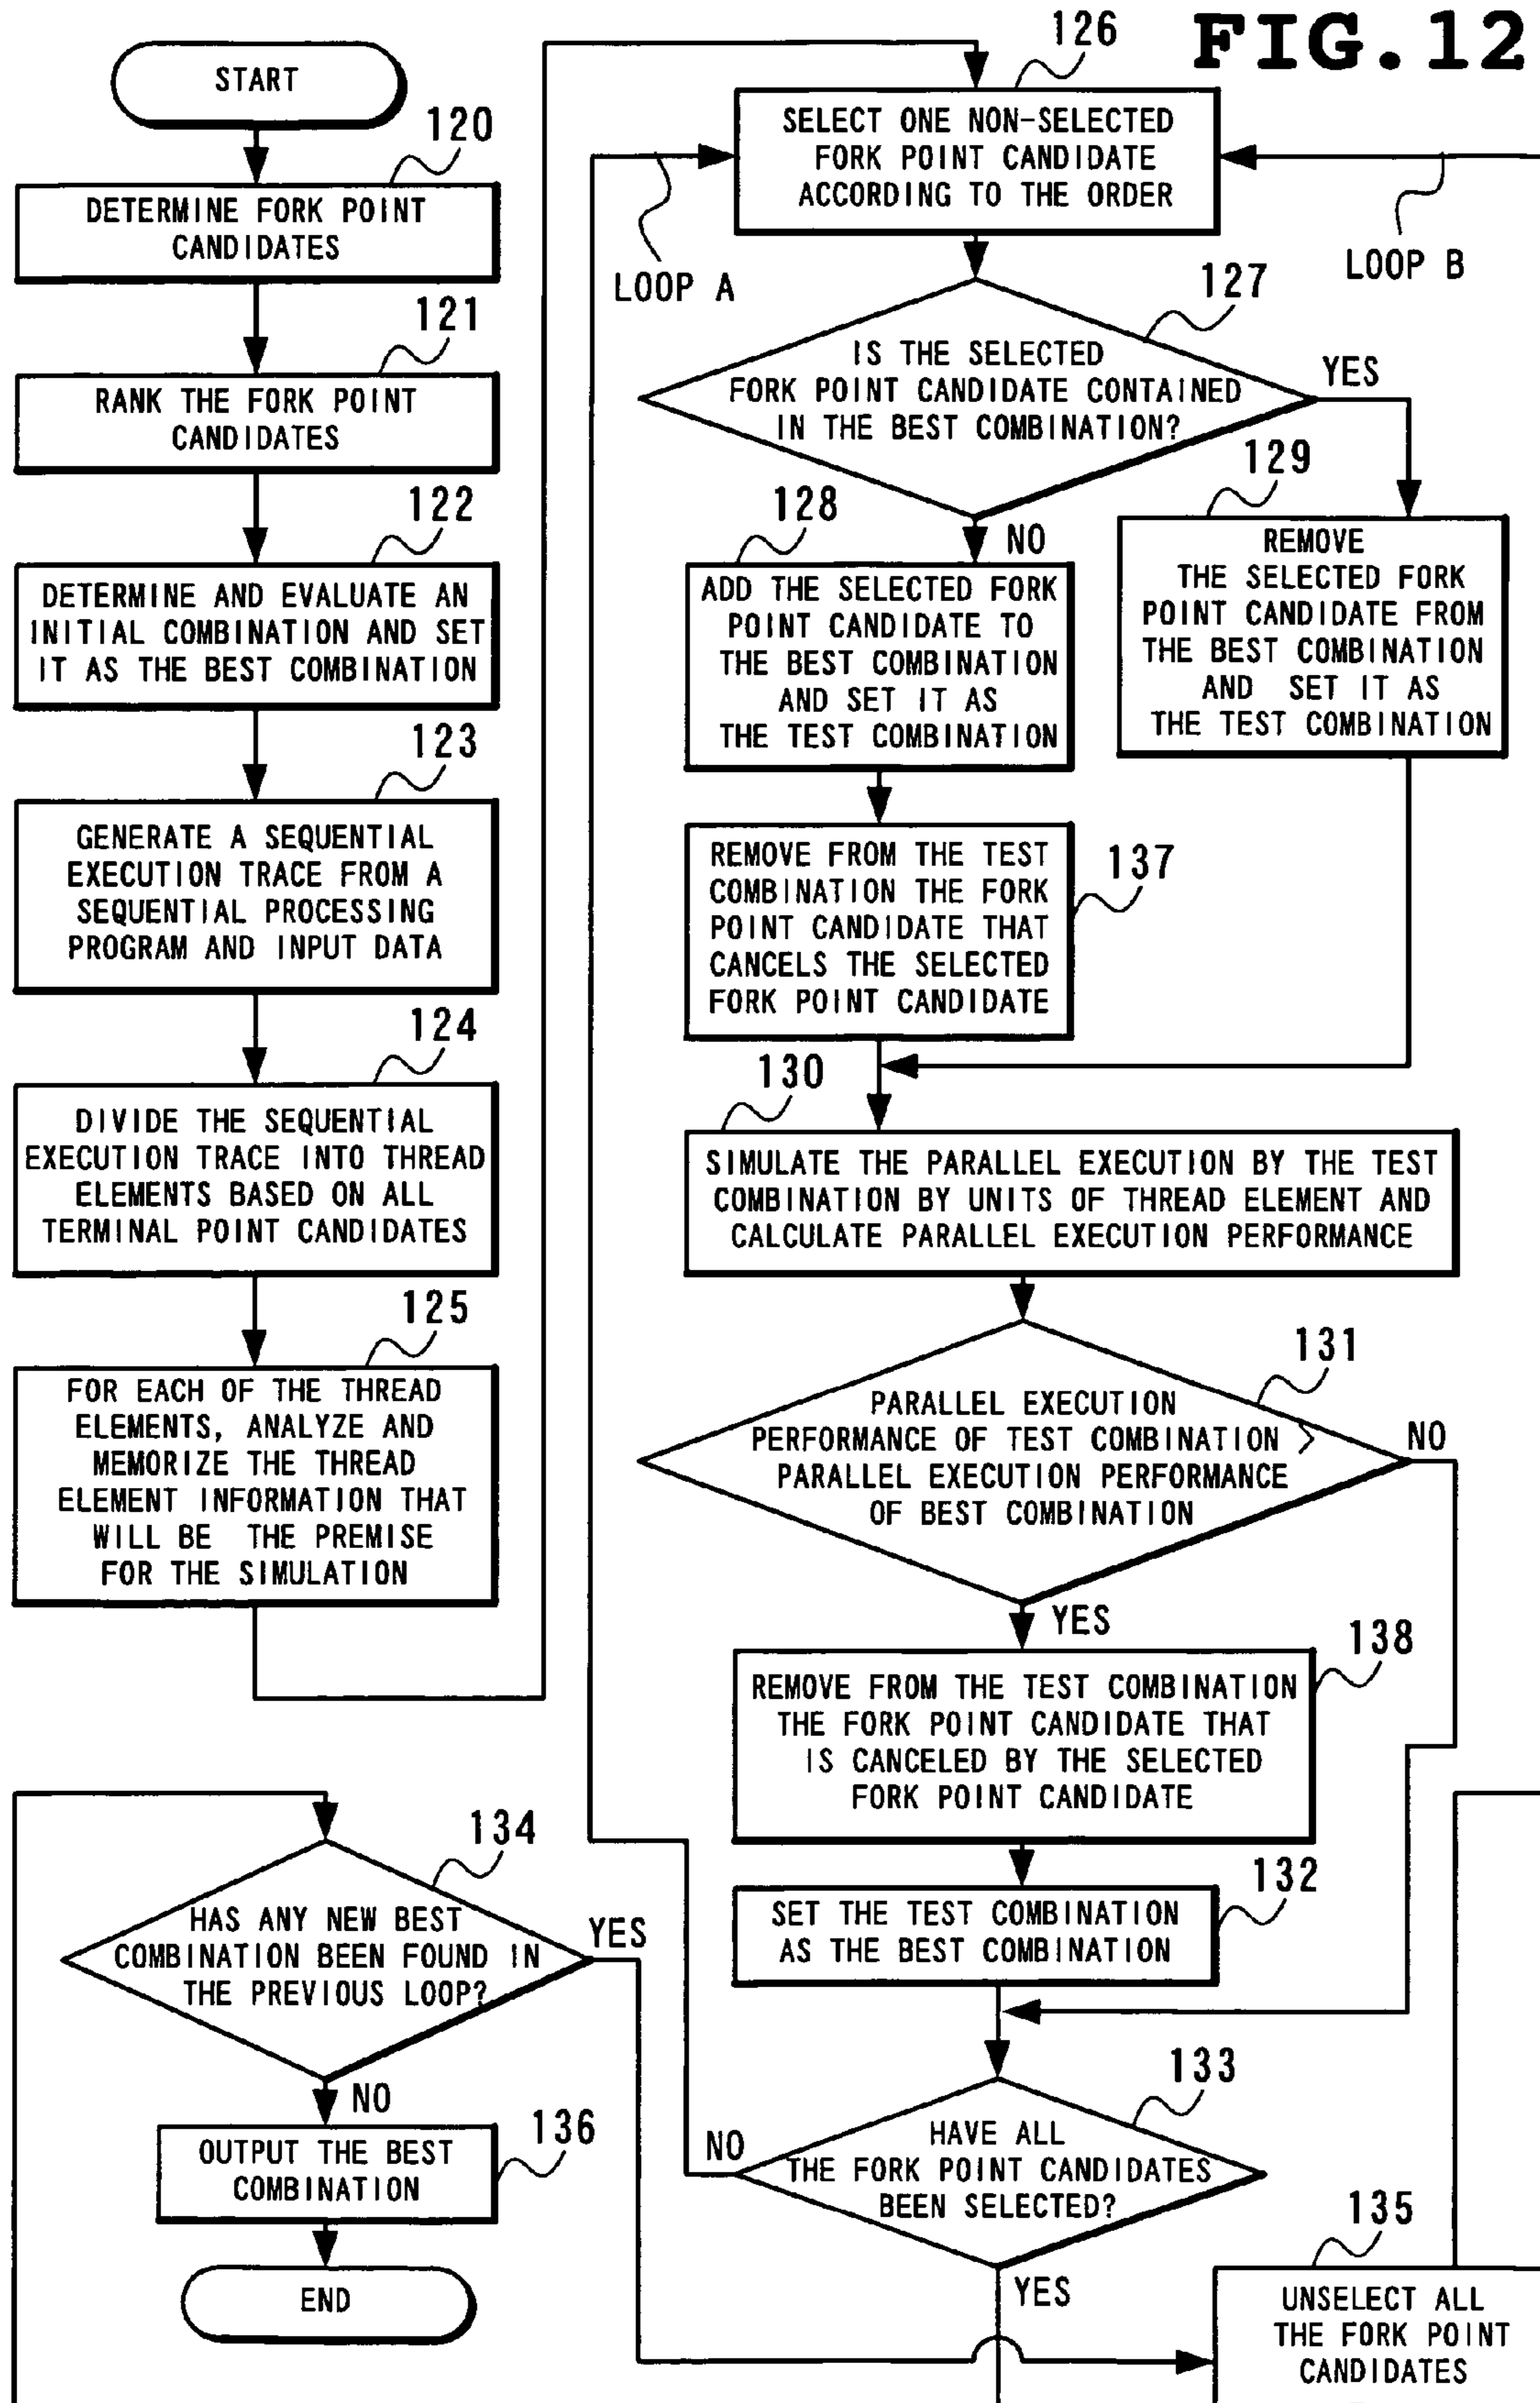 FIG.12
START
120
DETERMINE FORK POINT
CANDIDATES
121
RANK THE FORK POINT
CANDIDATES
122
DETERMINE AND EVALUATE AN
INITIAL COMBINATION AND SET
IT AS THE BEST COMBINATION
123
GENERATE A SEQUENTIAL
EXECUTION TRACE FROM A
SEQUENTIAL PROCESSING
PROGRAM AND INPUT DATA
124
DIVIDE THE SEQUENTIAL
EXECUTION TRACE INTO THREAD
ELEMENTS BASED ON ALL
TERMINAL POINT CANDIDATES
125
FOR EACH OF THE THREAD
ELEMENTS, ANALYZE AND
MEMORIZE THE THREAD
ELEMENT INFORMATION THAT
WILL BE THE PREMISE
FOR THE SIMULATION
126
SELECT ONE NON-SELECTED
FORK POINT CANDIDATE
ACCORDING TO THE ORDER
LOOP A
LOOP B
127
IS THE SELECTED
FORK POINT CANDIDATE CONTAINED
IN THE BEST COMBINATION?
YES
NO
128
ADD THE SELECTED FORK
POINT CANDIDATE TO
THE BEST COMBINATION
AND SET IT AS
THE TEST COMBINATION
129
REMOVE
THE SELECTED FORK
POINT CANDIDATE FROM
THE BEST COMBINATION
AND SET IT AS
THE TEST COMBINATION
137
REMOVE FROM THE TEST
COMBINATION THE FORK
POINT CANDIDATE THAT
CANCELS THE SELECTED
FORK POINT CANDIDATE
130
SIMULATE THE PARALLEL EXECUTION BY THE TEST
COMBINATION BY UNITS OF THREAD ELEMENT AND
CALCULATE PARALLEL EXECUTION PERFORMANCE
131
PARALLEL EXECUTION
PERFORMANCE OF TEST COMBINATION >
PARALLEL EXECUTION PERFORMANCE
OF BEST COMBINATION
NO
YES
138
REMOVE FROM THE TEST COMBINATION
THE FORK POINT CANDIDATE THAT
IS CANCELED BY THE SELECTED
FORK POINT CANDIDATE
132
SET THE TEST COMBINATION
AS THE BEST COMBINATION
133
HAVE ALL
THE FORK POINT CANDIDATES
BEEN SELECTED?
NO
YES
134
HAS ANY NEW BEST
COMBINATION BEEN FOUND IN
THE PREVIOUS LOOP?
YES
NO
136
OUTPUT THE BEST
COMBINATION
END
135
UNSELECT ALL
THE FORK POINT
CANDIDATES